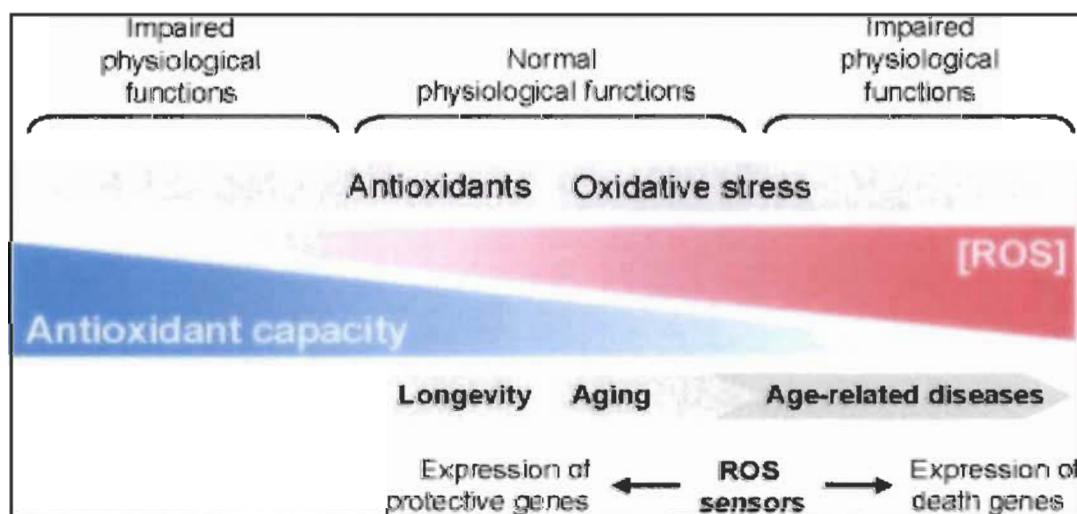 Impaired
physiological
functions
Normal
physiological functions
Impaired
physiological
functions
Antioxidants Oxidative stress
[ROS]
Antioxidant capacity
Longevity Aging Age-related diseases
Expression of
protective genes
ROS
sensors
Expression of
death genes